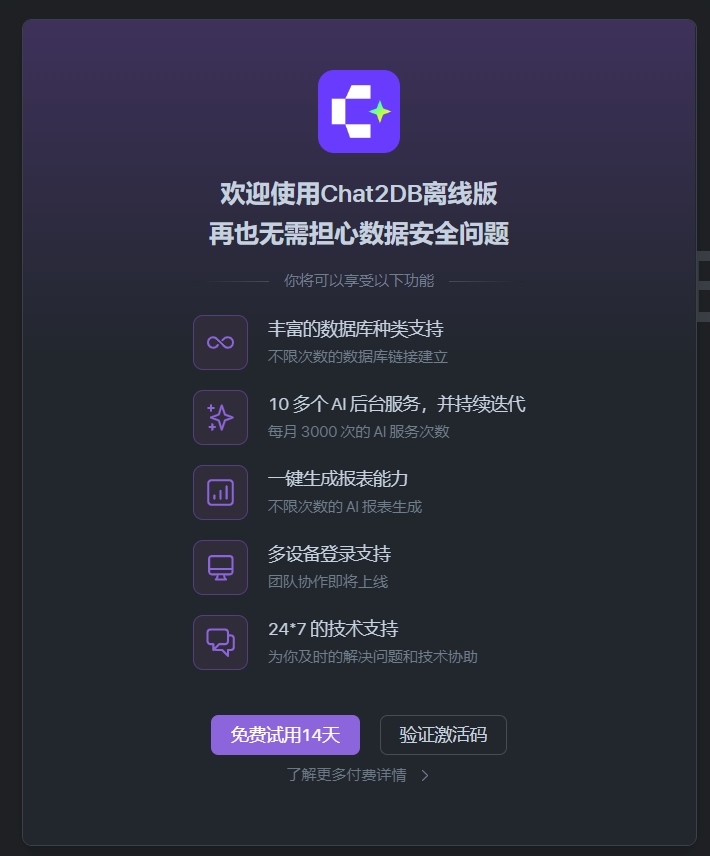 欢迎使用Chat2DB离线版
再也无需担心数据安全问题
你将可以享受以下功能
丰富的数据库种类支持
不限次数的数据库链接建立
10 多个 AI 后台服务，并持续迭代
每月 3000 次的 AI 服务次数
一键生成报表能力
不限次数的 AI 报表生成
多设备登录支持
团队协作即将上线
24*7 的技术支持
为你及时的解决问题和技术协助
免费试用14天
验证激活码
了解更多付费详情